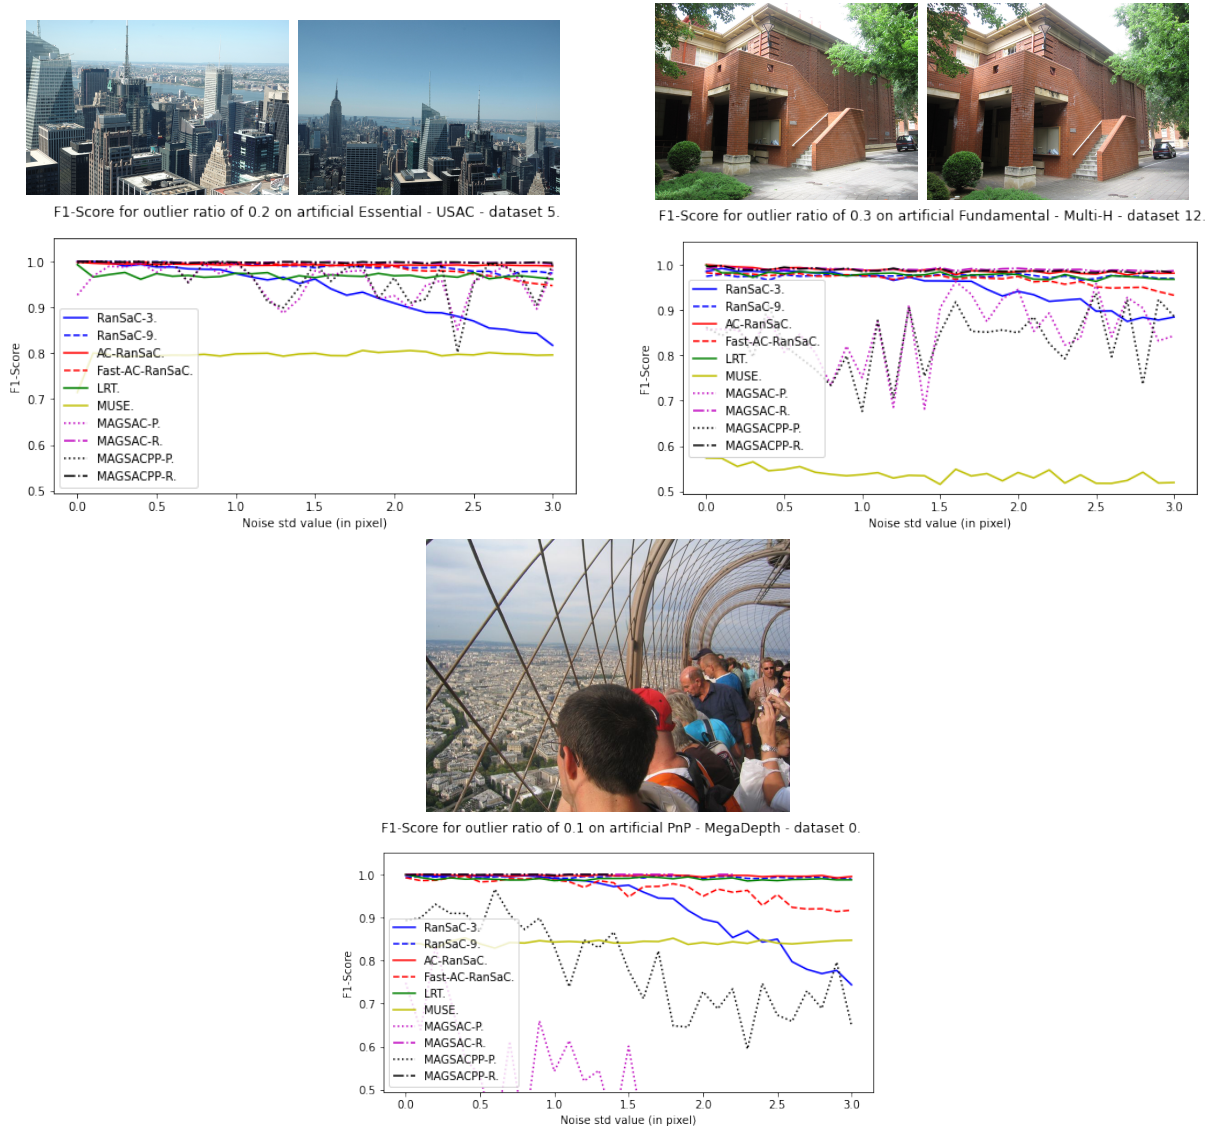 F1-Score for outlier ratio of 0.2 on artificial Essential - USAC - dataset 5.
F1-Score
1.0
0.9
0.8
0.7
0.6
0.5
RanSaC-3.
RanSaC-9.
AC-RanSaC.
Fast-AC-RanSaC.
LRT.
MUSE.
MAGSAC-P.
MAGSAC-R.
MAGSACPP-P.
MAGSACPP-R.
0.0 0.5 1.0 1.5 2.0 2.5 3.0
Noise std value (in pixel)
F1-Score for outlier ratio of 0.3 on artificial Fundamental - Multi-H - dataset 12.
F1-Score
1.0
0.9
0.8
0.7
0.6
0.5
RanSaC-3.
RanSaC-9.
AC-RanSaC.
Fast-AC-RanSaC.
LRT.
MUSE.
MAGSAC-P.
MAGSAC-R.
MAGSACPP-P.
MAGSACPP-R.
0.0 0.5 1.0 1.5 2.0 2.5 3.0
Noise std value (in pixel)
F1-Score for outlier ratio of 0.1 on artificial PnP - MegaDepth - dataset 0.
F1-Score
1.0
0.9
0.8
0.7
0.6
0.5
RanSaC-3.
RanSaC-9.
AC-RanSaC.
Fast-AC-RanSaC.
LRT.
MUSE.
MAGSAC-P.
MAGSAC-R.
MAGSACPP-P.
MAGSACPP-R.
0.0 0.5 1.0 1.5 2.0 2.5 3.0
Noise std value (in pixel)